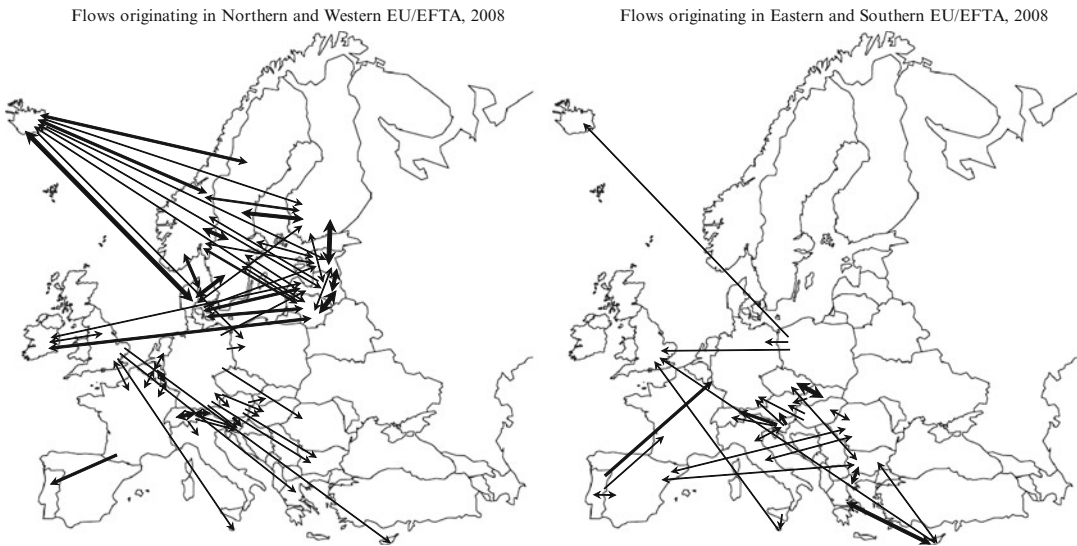 Flows originating in Northern and Western EU/EFTA, 2008
Flows originating in Eastern and Southern EU/EFTA, 2008